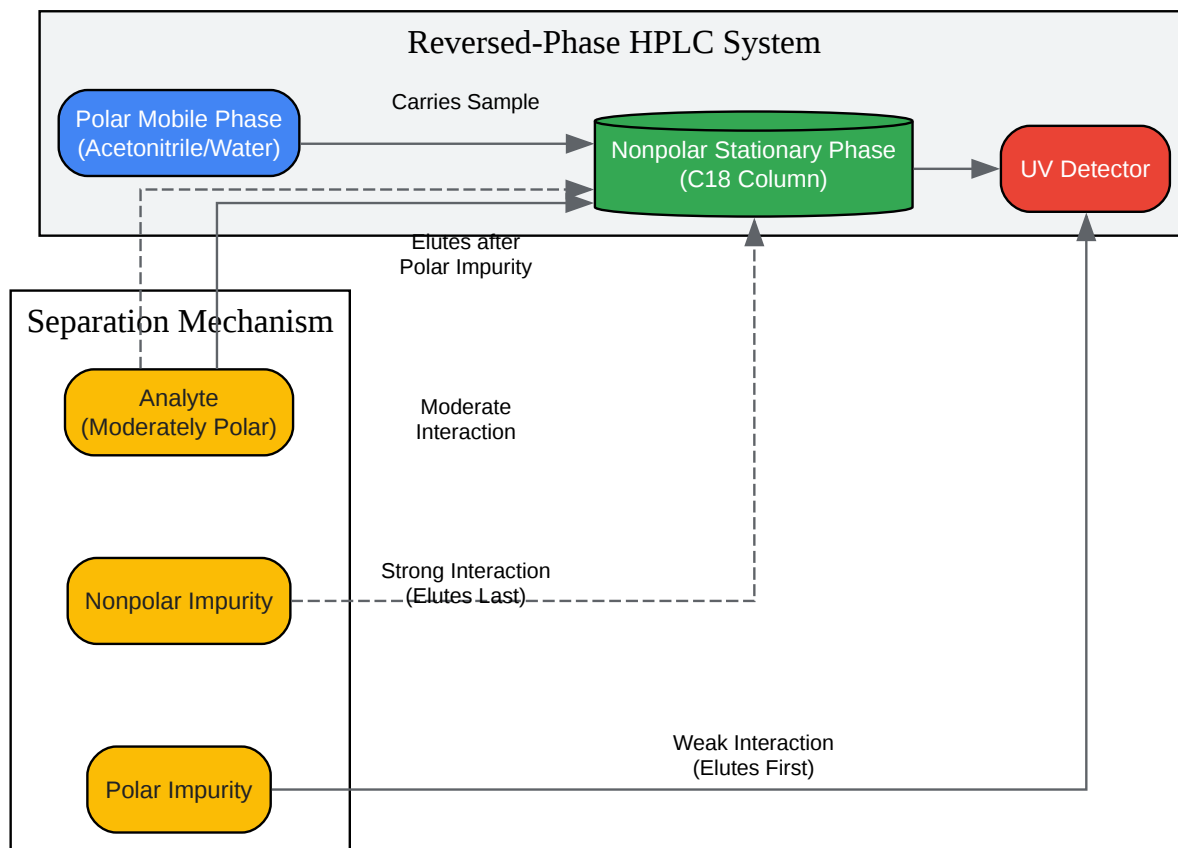 Reversed-Phase HPLC System
Polar Mobile Phase
(Acetonitrile/Water)
Carries Sample
Nonpolar Stationary Phase
(C18 Column)
UV Detector
Elutes after
Polar Impurity
Separation Mechanism
Analyte
(Moderately Polar)
Moderate
Interaction
Nonpolar Impurity
Strong Interaction
(Elutes Last)
Polar Impurity
Weak Interaction
(Elutes First)